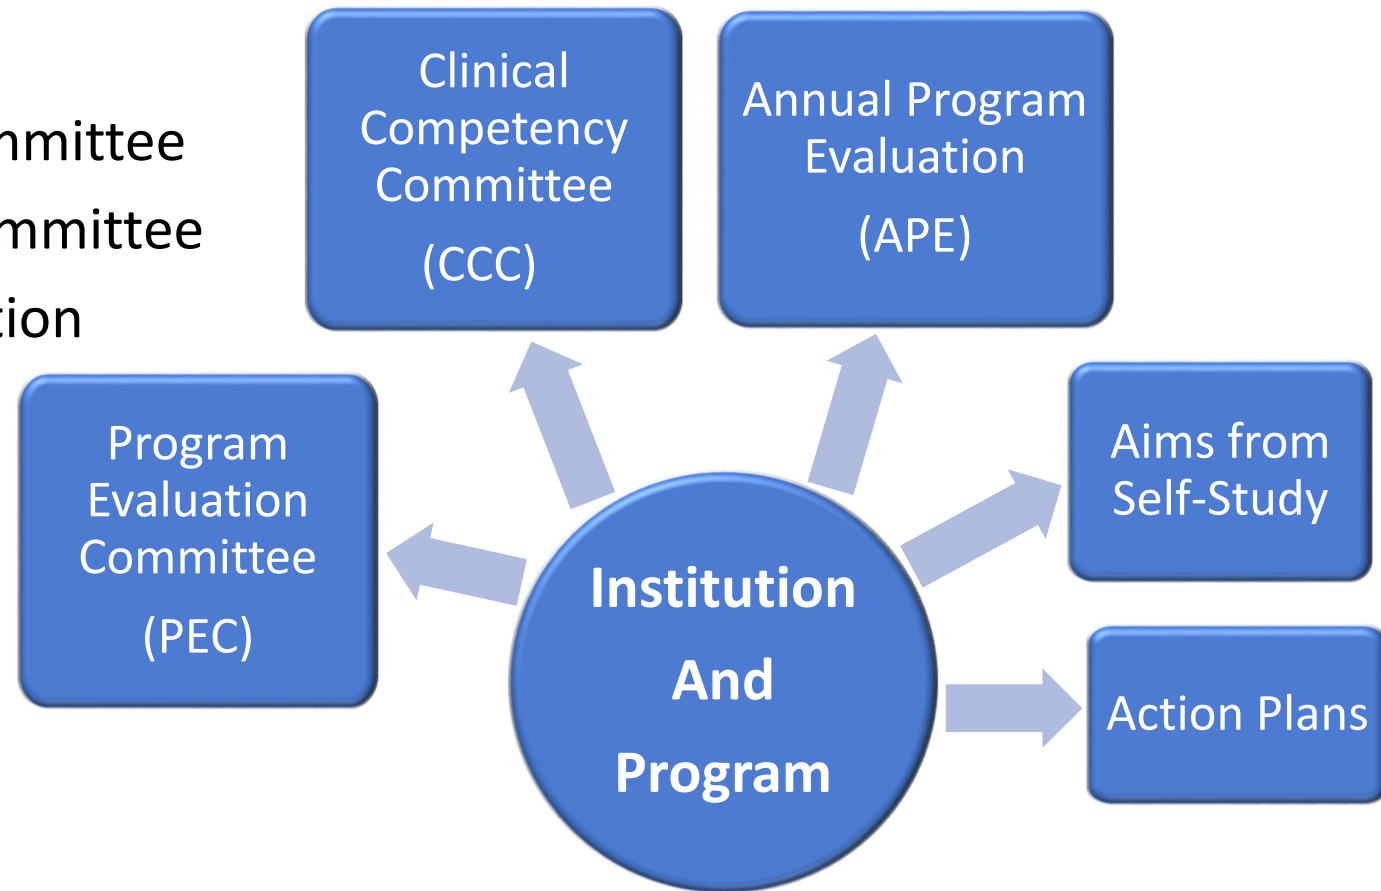 mmittee
ommittee
tion
Clinical
Competency
Committee
(CCC)
Annual Program
Evaluation
(APE)
Program
Evaluation
Committee
(PEC)
Aims from
Self-Study
Action Plans
Institution
And
Program